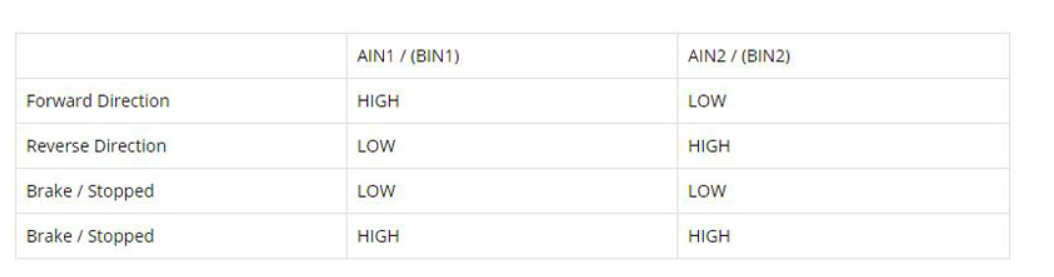 AIN1 / (BIN1) AIN2 / (BIN2)
Forward Direction HIGH LOW
Reverse Direction LOW HIGH
Brake / Stopped LOW LOW
Brake / Stopped HIGH HIGH